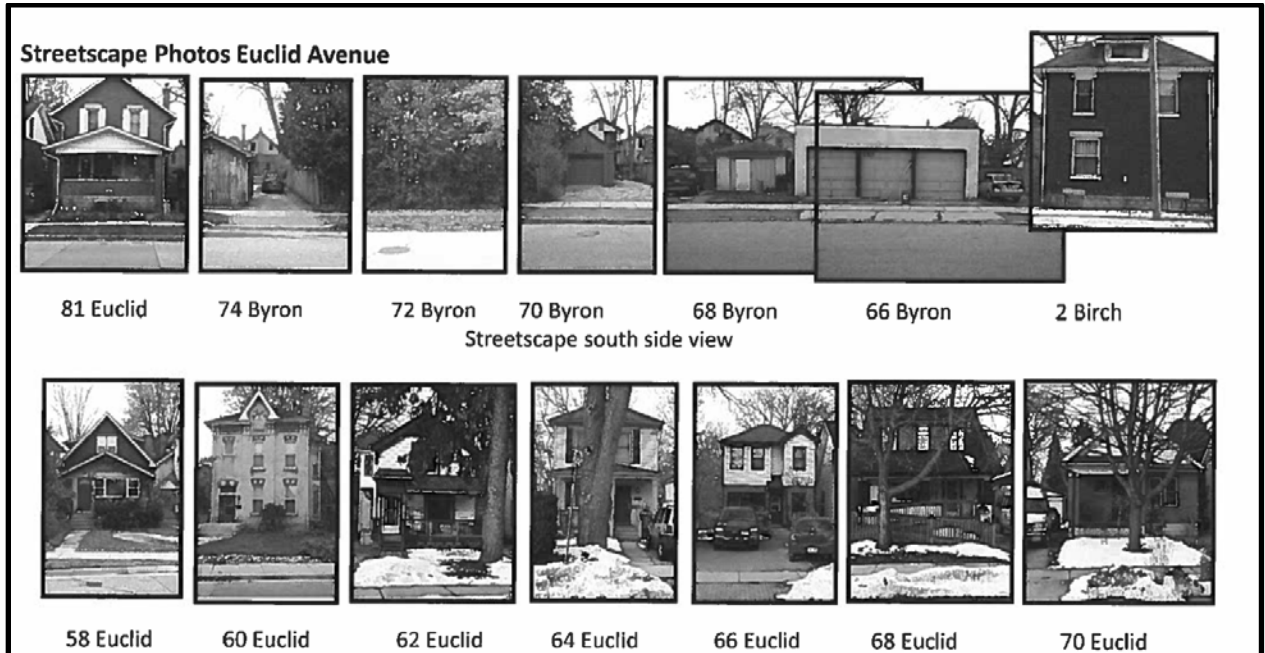 Streetscape Photos Euclid Avenue
81 Euclid 74 Byron 72 Byron 70 Byron 68 Byron 66 Byron 2 Birch
Streetscape south side view
58 Euclid 60 Euclid 62 Euclid 64 Euclid 66 Euclid 68 Euclid 70 Euclid